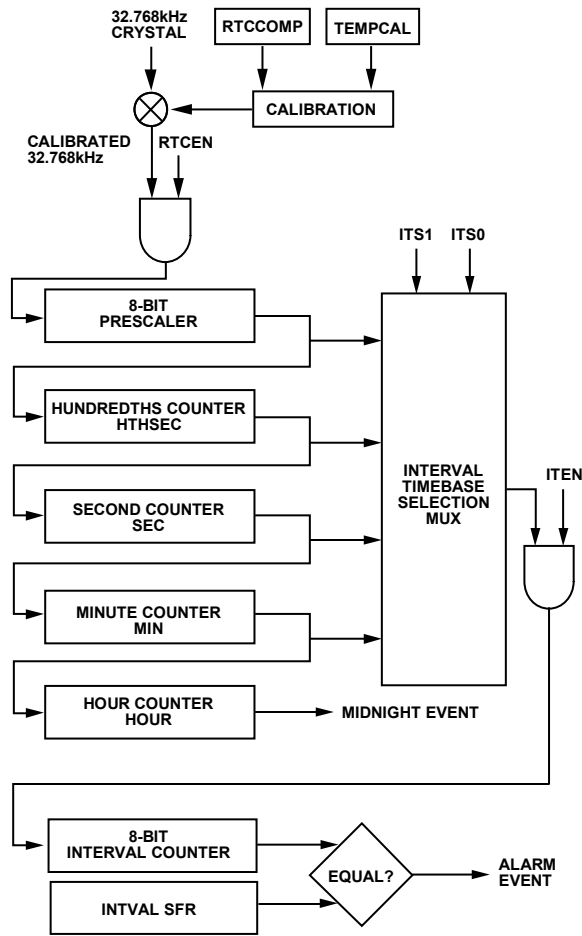 32.768kHz
CRYSTAL
RTCCOMP
TEMPCAL
CALIBRATION
CALIBRATED
32.768kHz
RTCEN
ITS1
ITS0
8-BIT
PRESCALER
HUNDREDTHS COUNTER
HTHSEC
SECOND COUNTER
SEC
MINUTE COUNTER
MIN
HOUR COUNTER
HOUR
MIDNIGHT EVENT
INTERVAL
TIMEBASE
SELECTION
MUX
ITEN
8-BIT
INTERVAL COUNTER
INTVAL SFR
EQUAL?
ALARM
EVENT